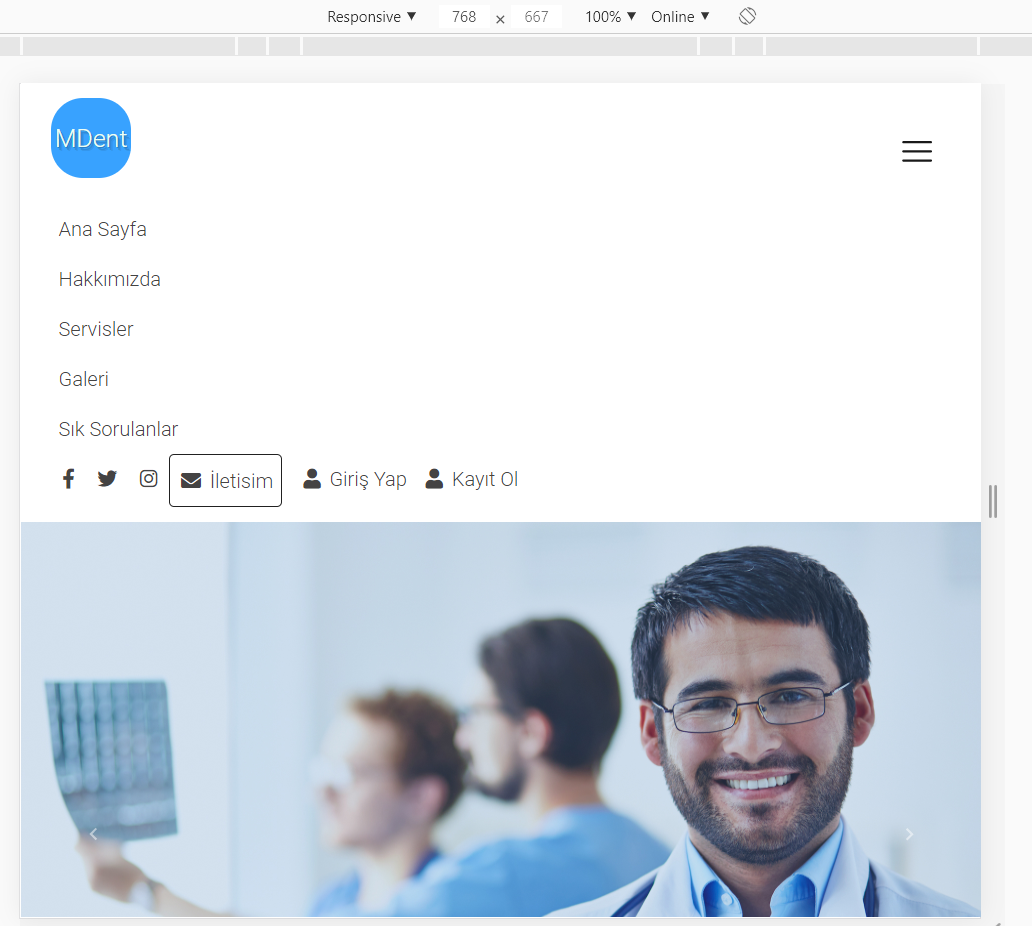 Responsive ▼ 768 × 667 100% ▼ Online ▼
MDent
Ana Sayfa
Hakkımızda
Servisler
Galeri
Sık Sorulanlar
İletisim Giriş Yap Kayıt Ol